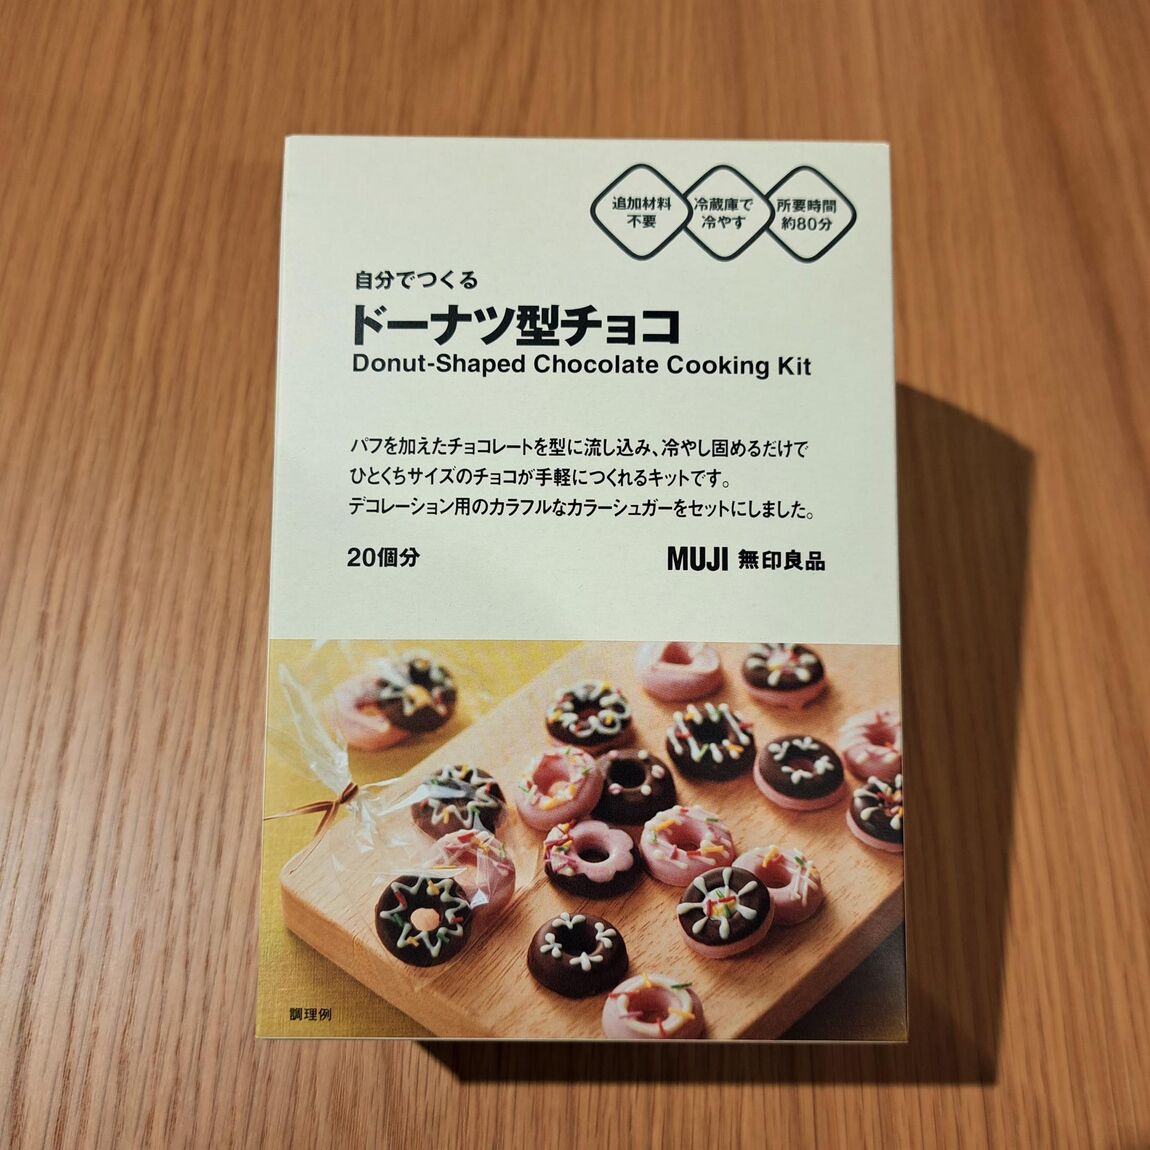 追加材料
不要
冷蔵庫で
冷やす
所要時間
約80分
自分でつくる
ドーナツ型チョコ
Donut-Shaped Chocolate Cooking Kit
パフを加えたチョコレートを型に流し込み、冷やし固めるだけで
ひとくちサイズのチョコが手軽につくれるキットです。
デコレーション用のカラフルなカラーシュガーをセットにしました。
20個分
MUJI 無印良品
調理例